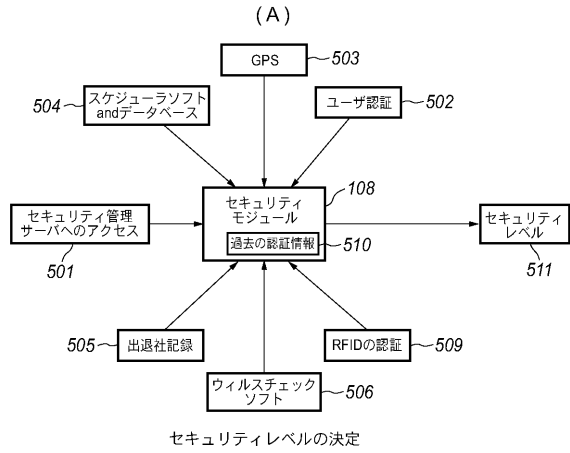 (A)
GPS
503
スケジューラソフト
andデータベース
504
ユーザ認証
502
セキュリティ
モジュール
108
過去の認証情報
510
セキュリティ管理
サーバへのアクセス
501
セキュリティ
レベル
511
505
出退社記録
RFIDの認証
509
ウィルスチェック
ソフト
506
セキュリティレベルの決定